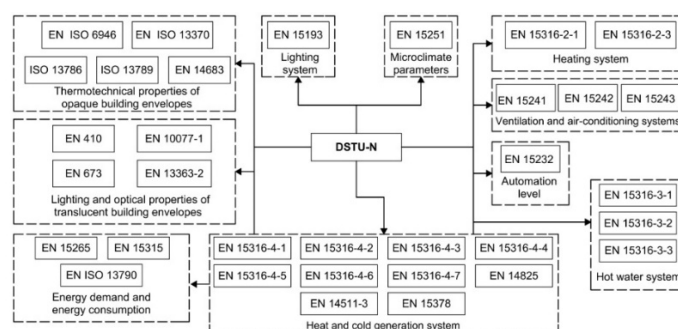 EN ISO 6946
EN ISO 13370
ISO 13786
ISO 13789
EN 14683
Thermotechnical properties of
opaque building envelopes
EN 15193
Lighting
system
EN 15251
Microclimate
parameters
EN 15316-2-1
EN 15316-2-3
Heating system
EN 15241
EN 15242
EN 15243
Ventilation and air-conditioning systems
EN 410
EN 10077-1
EN 673
EN 13363-2
Lighting and optical properties of
translucent building envelopes
DSTU-N
EN 15232
Automation
level
EN 15316-3-1
EN 15316-3-2
EN 15316-3-3
Hot water system
EN 15265
EN 15315
EN ISO 13790
Energy demand and
energy consumption
EN 15316-4-1
EN 15316-4-2
EN 15316-4-3
EN 15316-4-4
EN 15316-4-5
EN 15316-4-6
EN 15316-4-7
EN 14825
EN 14511-3
EN 15378
Heat and cold generation system